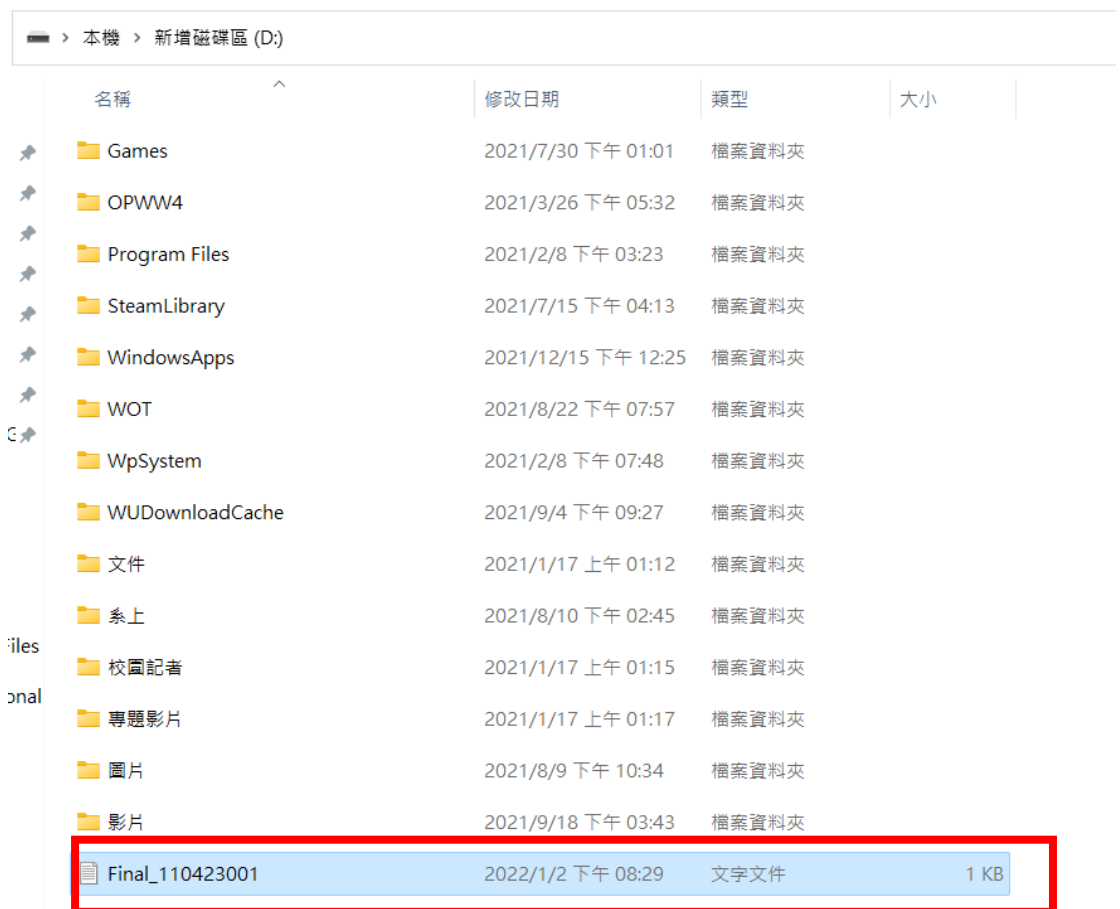 本機 > 新增磁碟區 (D:)
名稱 修改日期 類型 大小
Games 2021/7/30 下午 01:01 檔案資料夾
OPWW4 2021/3/26 下午 05:32 檔案資料夾
Program Files 2021/2/8 下午 03:23 檔案資料夾
SteamLibrary 2021/7/15 下午 04:13 檔案資料夾
WindowsApps 2021/12/15 下午 12:25 檔案資料夾
WOT 2021/8/22 下午 07:57 檔案資料夾
WpSystem 2021/2/8 下午 07:48 檔案資料夾
WUDownloadCache 2021/9/4 下午 09:27 檔案資料夾
文件 2021/1/17 上午 01:12 檔案資料夾
系上 2021/8/10 下午 02:45 檔案資料夾
iles
校園記者 2021/1/17 上午 01:15 檔案資料夾
onal
專題影片 2021/1/17 上午 01:17 檔案資料夾
圖片 2021/8/9 下午 10:34 檔案資料夾
影片 2021/9/18 下午 03:43 檔案資料夾
Final_110423001 2022/1/2 下午 08:29 文字文件 1 KB